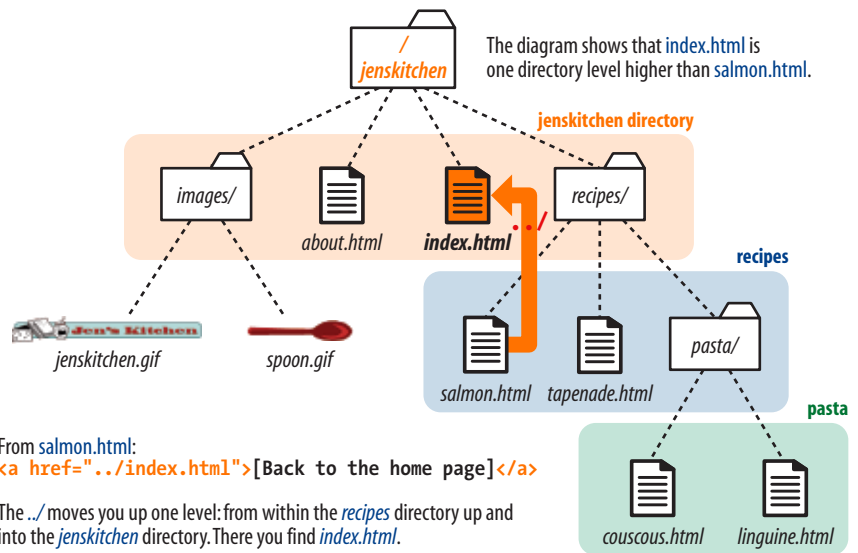 /
jenskitchen
The diagram shows that index.html is
one directory level higher than salmon.html.
jenskitchen directory
images/
about.html
index.html
../
recipes/
recipes
Jen's Kitchen
jenskitchen.gif
spoon.gif
salmon.html
tapenade.html
pasta/
pasta
From salmon.html:
<a href="../index.html">[Back to the home page]</a>
The ../ moves you up one level: from within the recipes directory up and
into the jenskitchen directory. There you find index.html.
couscous.html
linguine.html